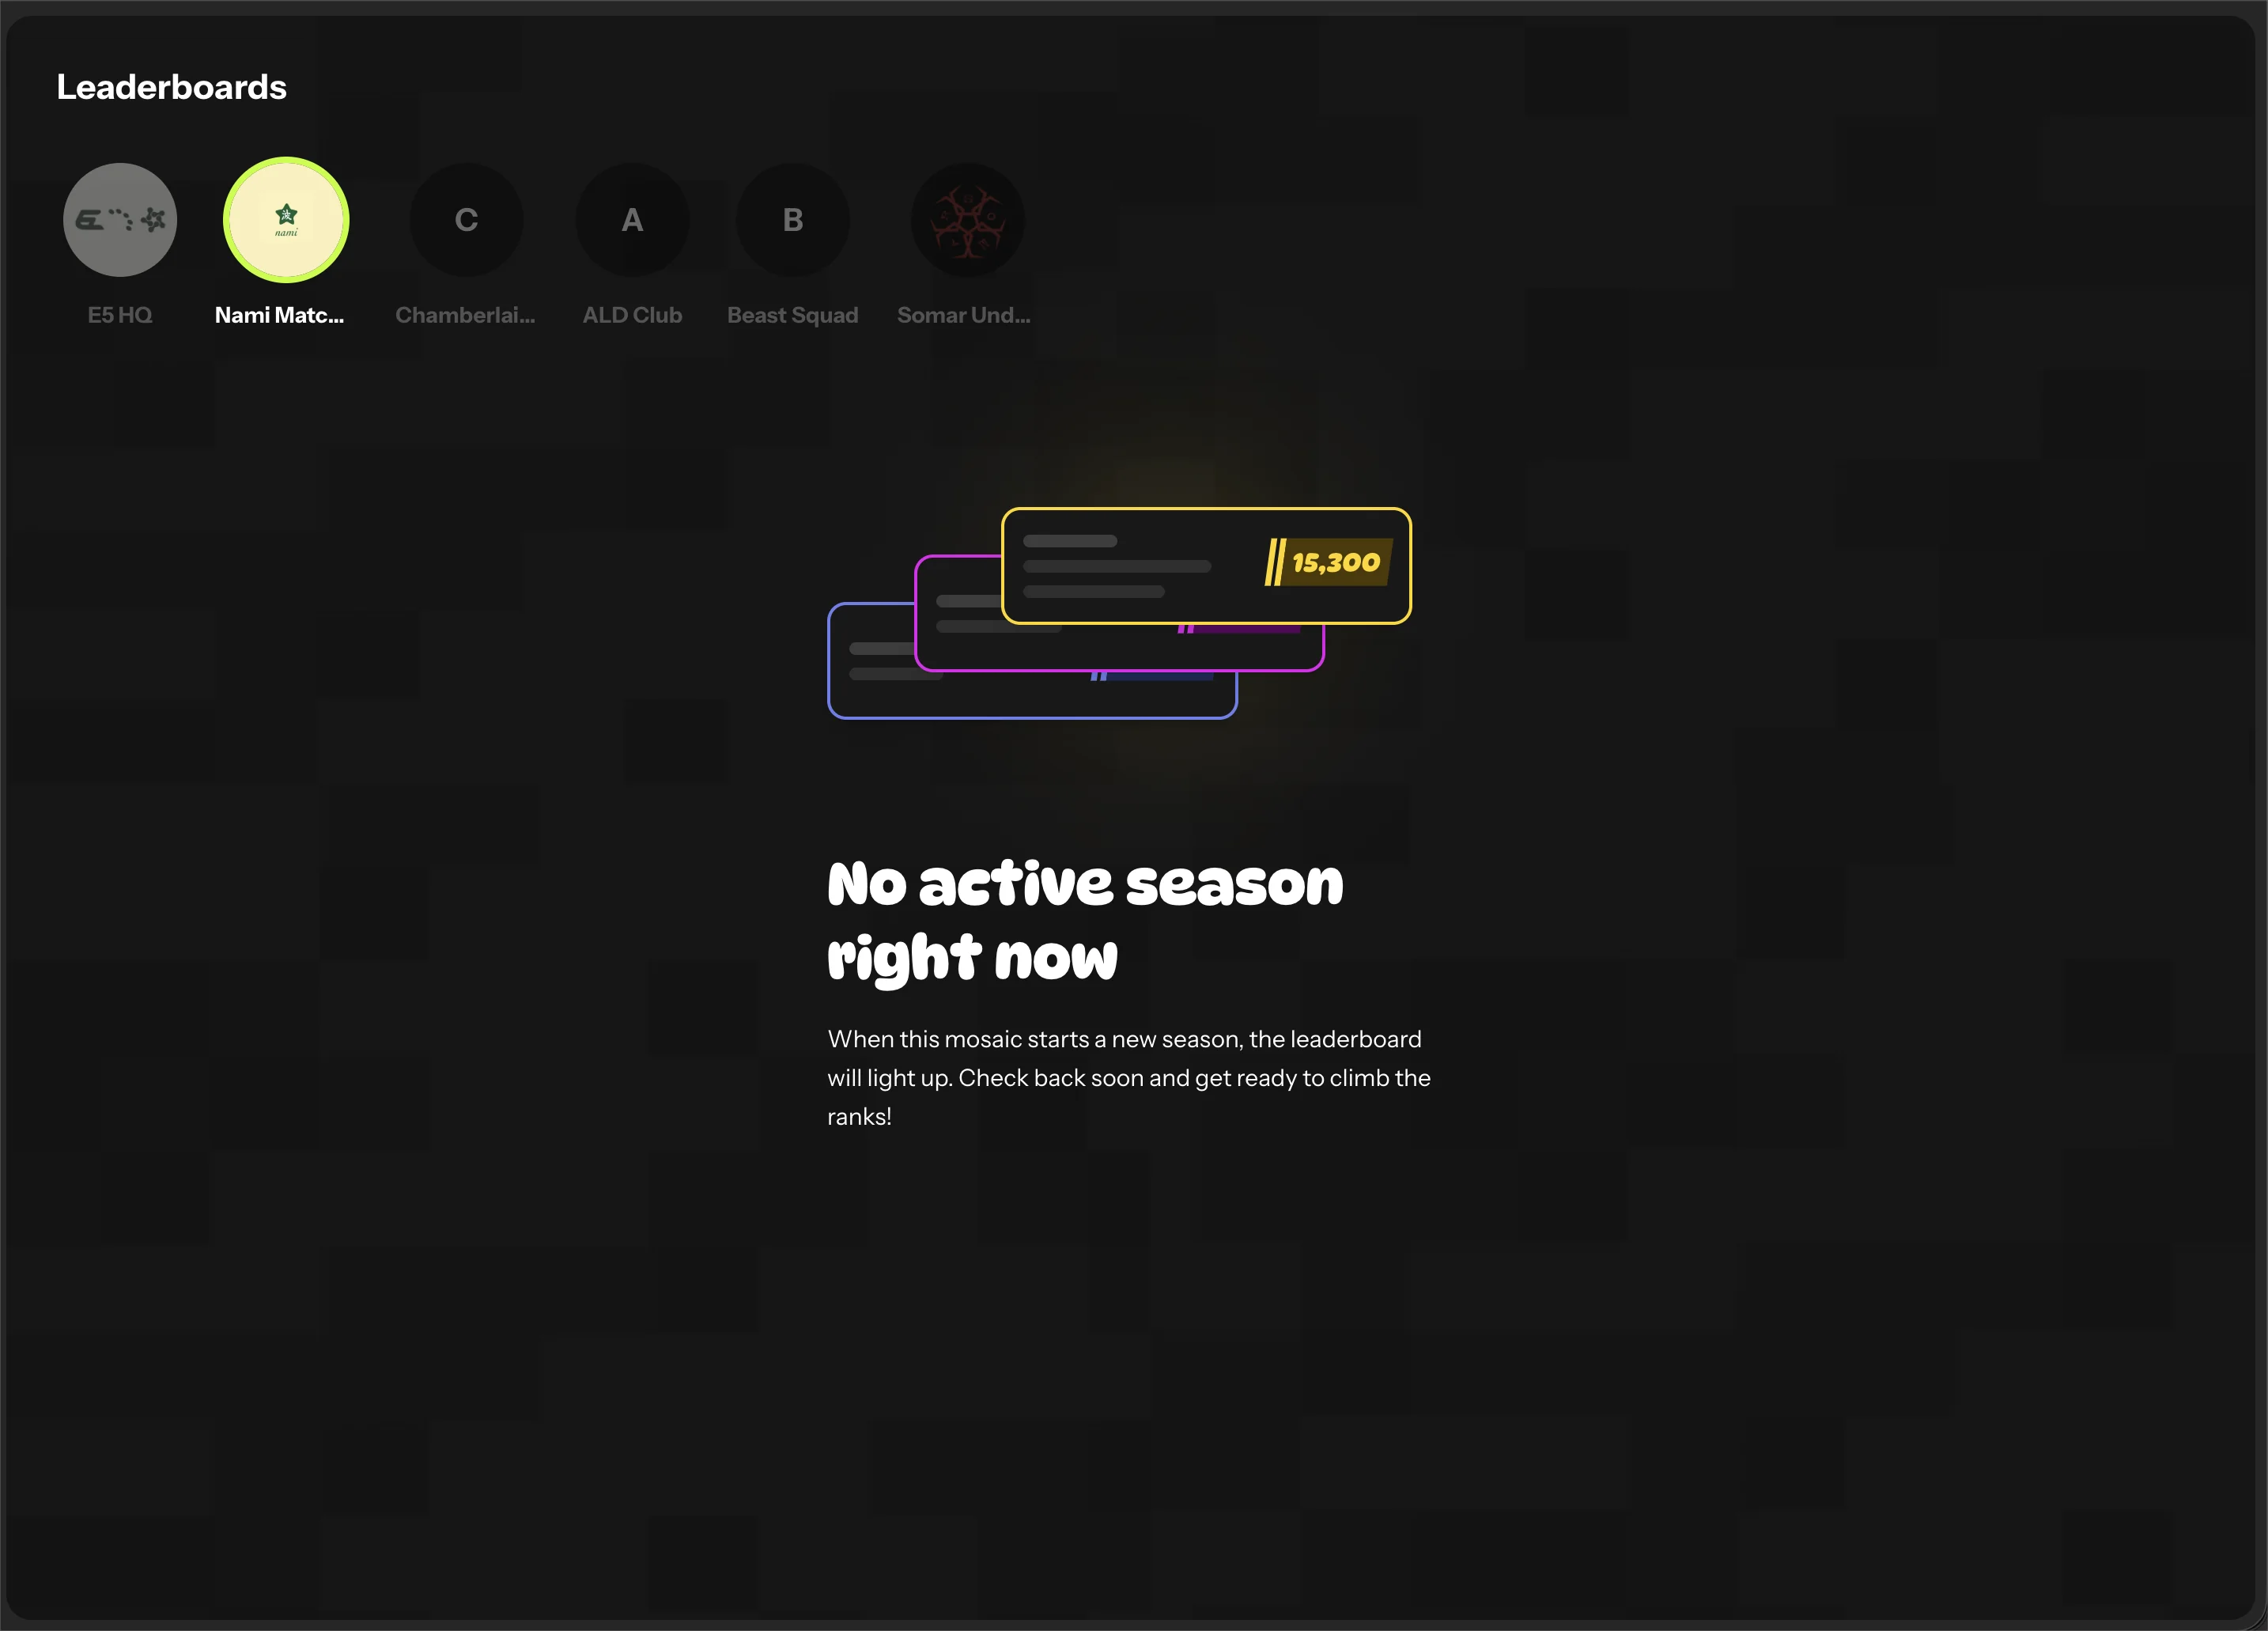 Leaderboards
C
A
B
nami
E5 HQ
Nami Matc...
Chamberlai...
ALD Club
Beast Squad
Somar Und...
15,300
No active season
right now
When this mosaic starts a new season, the leaderboard
will light up. Check back soon and get ready to climb the
ranks!